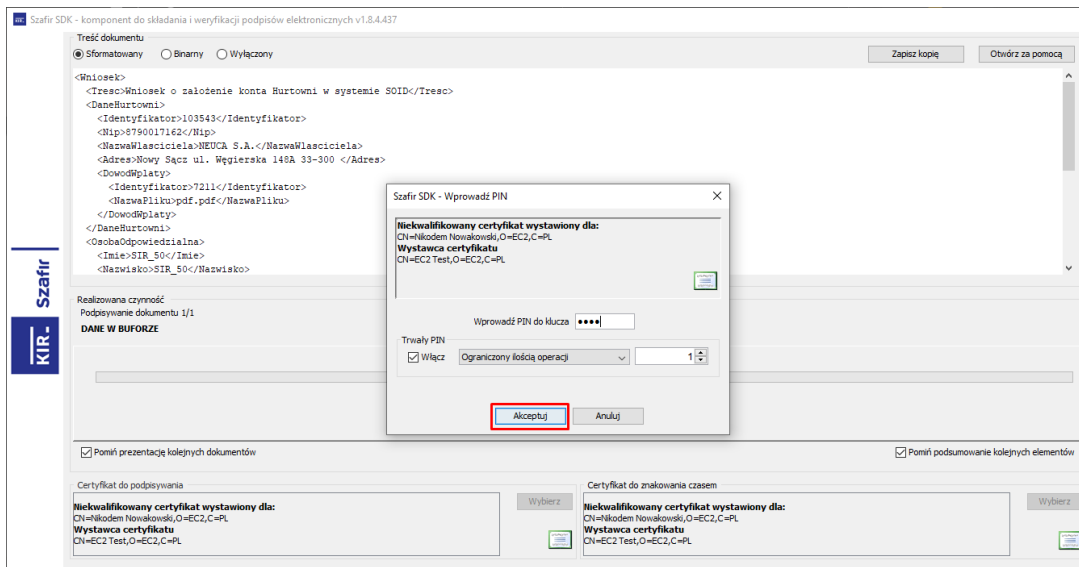 KIR Szafir SDK - komponent do składania i weryfikacji podpisów elektronicznych v1.8.4.437
Treść dokumentu
Sformatowany Binarny Wyłączony Zapisz kopię Otwórz za pomocą
<Wniosek>
<Tresc>Wniosek o założenie konta Hurtowni w systemie SOID</Tresc>
<DaneHurtowni>
<Identyfikator>103543</Identyfikator>
<Nip>8790017162</Nip>
<NazwaWlasciciela>NEUCA S.A.</NazwaWlasciciela>
<Adres>Nowy Sącz ul. Węgierska 148A 33-300 </Adres>
<DowodWplaty>
<Identyfikator>7211</Identyfikator>
<NazwaPliku>pdf.pdf</NazwaPliku>
</DowodWplaty>
</DaneHurtowni>
<OsobaOdpowiedzialna>
<Imie>SIR_50</Imie>
<Nazwisko>SIR_50</Nazwisko>
Szafir SDK - Wprowadź PIN
Niekwalifikowany certyfikat wystawiony dla:
CN=Nikodem Nowakowski,O=EC2,C=PL
Wystawca certyfikatu
CN=EC2 Test,O=EC2,C=PL
Wprowadź PIN do klucza
Trwały PIN
Włącz Ograniczony ilością operacji 1
Akceptuj Anuluj
KIR Szafir
Realizowana czynność
Podpisywanie dokumentu 1/1
DANE W BUFORZE
Pomiń prezentację kolejnych dokumentów Pomiń podsumowanie kolejnych elementów
Certyfikat do podpisywania
Niekwalifikowany certyfikat wystawiony dla:
CN=Nikodem Nowakowski,O=EC2,C=PL
Wystawca certyfikatu
CN=EC2 Test,O=EC2,C=PL
Wybierz
Certyfikat do znakowania czasem
Niekwalifikowany certyfikat wystawiony dla:
CN=Nikodem Nowakowski,O=EC2,C=PL
Wystawca certyfikatu
CN=EC2 Test,O=EC2,C=PL
Wybierz